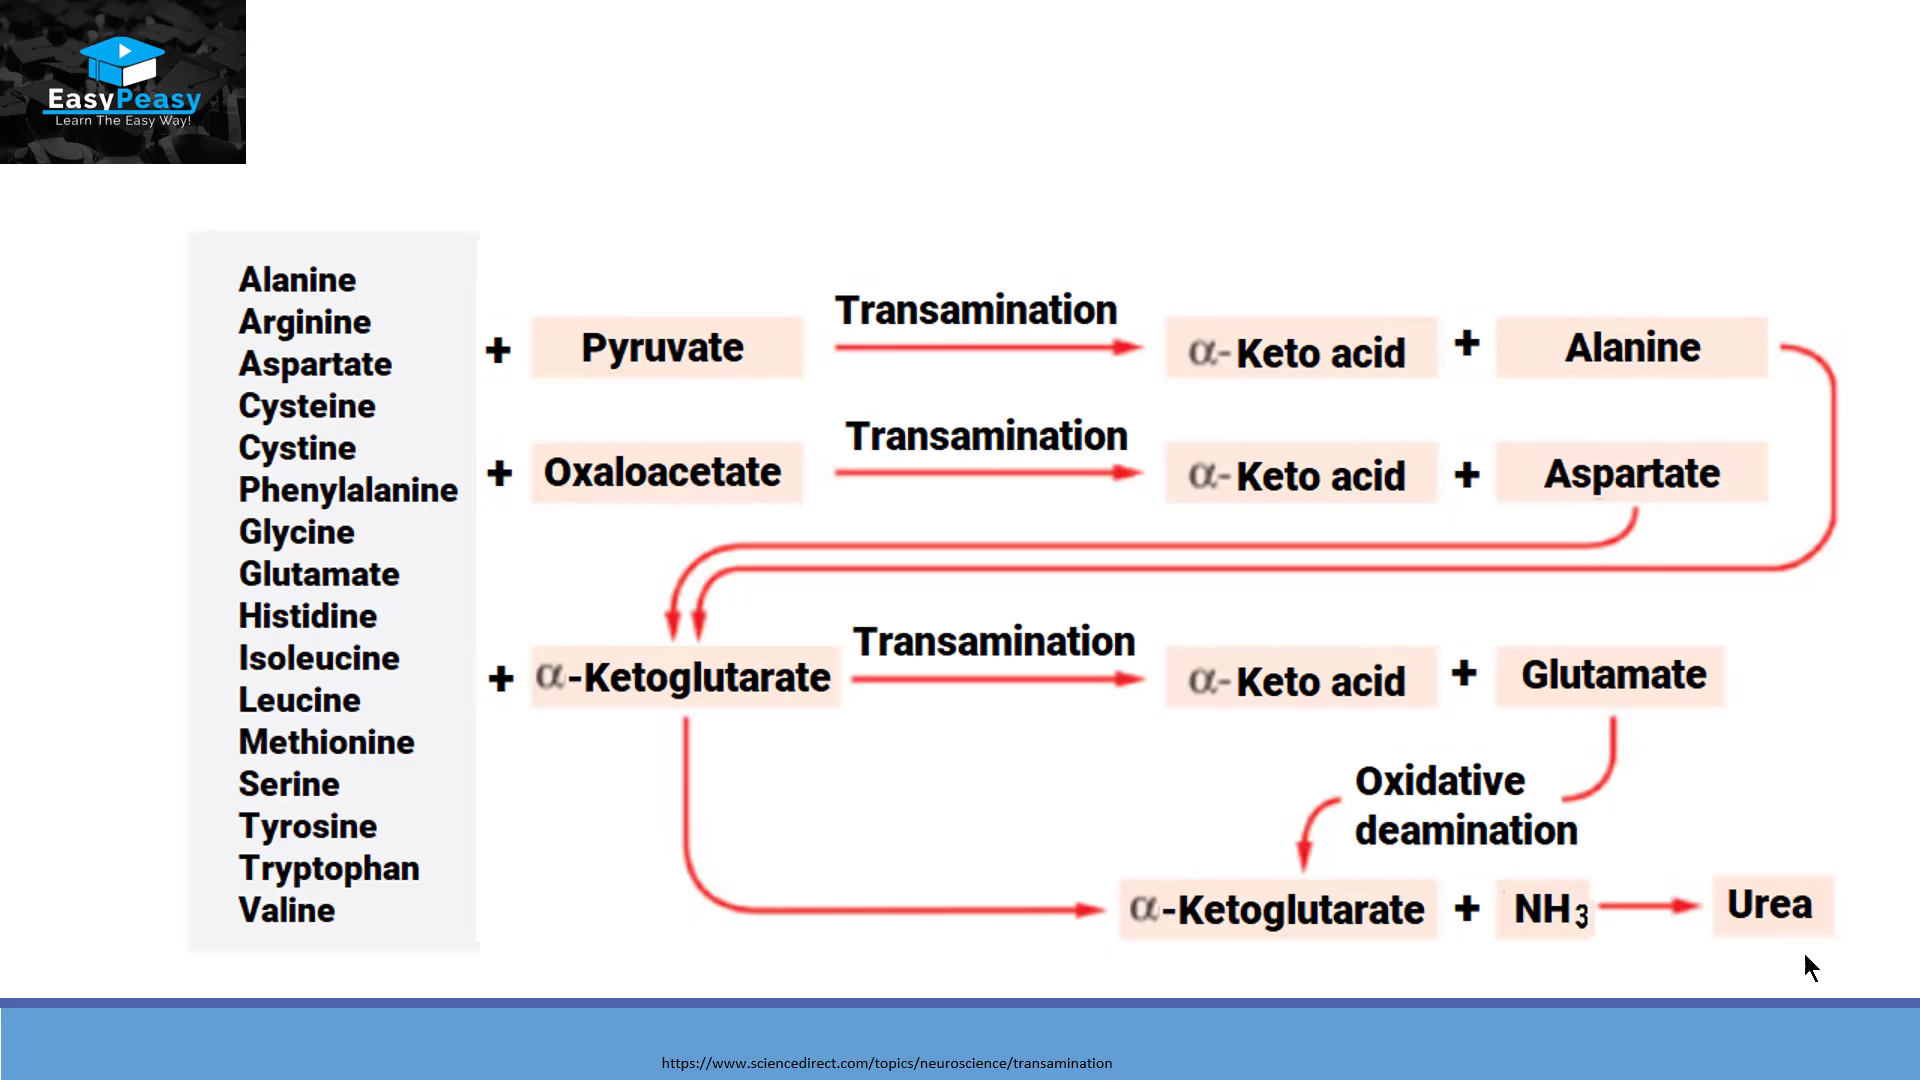 EasyPeasy
Learn The Easy Way!
Alanine
Arginine
Aspartate
Cysteine
Cystine
Phenylalanine
Glycine
Glutamate
Histidine
Isoleucine
Leucine
Methionine
Serine
Tyrosine
Tryptophan
Valine
+ Pyruvate Transamination α-Keto acid + Alanine
+ Oxaloacetate Transamination α-Keto acid + Aspartate
+ α-Ketoglutarate Transamination α-Keto acid + Glutamate
Oxidative
deamination
α-Ketoglutarate + NH3 Urea
https://www.sciencedirect.com/topics/neuroscience/transamination